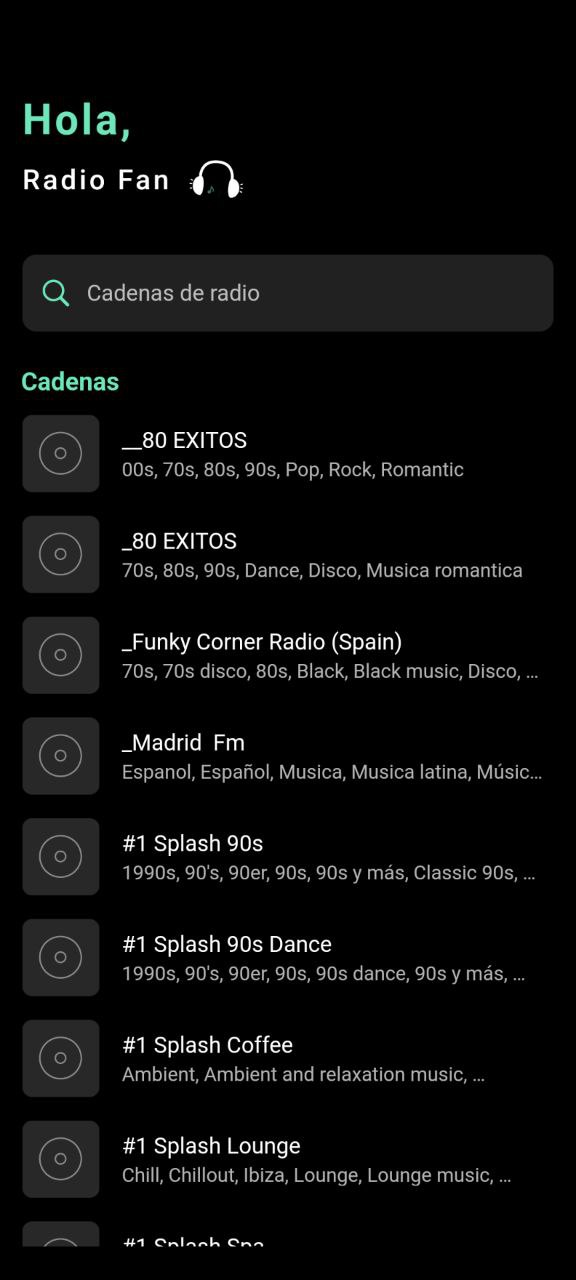 Hola,
Radio Fan
Cadenas de radio
Cadenas
__80 EXITOS
00s, 70s, 80s, 90s, Pop, Rock, Romantic
_80 EXITOS
70s, 80s, 90s, Dance, Disco, Musica romantica
_Funky Corner Radio (Spain)
70s, 70s disco, 80s, Black, Black music, Disco, ...
_Madrid  Fm
Espanol, Español, Musica, Musica latina, Músic...
#1 Splash 90s
1990s, 90's, 90er, 90s, 90s y más, Classic 90s, ...
#1 Splash 90s Dance
1990s, 90's, 90er, 90s, 90s dance, 90s y más, ...
#1 Splash Coffee
Ambient, Ambient and relaxation music, ...
#1 Splash Lounge
Chill, Chillout, Ibiza, Lounge, Lounge music, ...
#1 Splash Spa